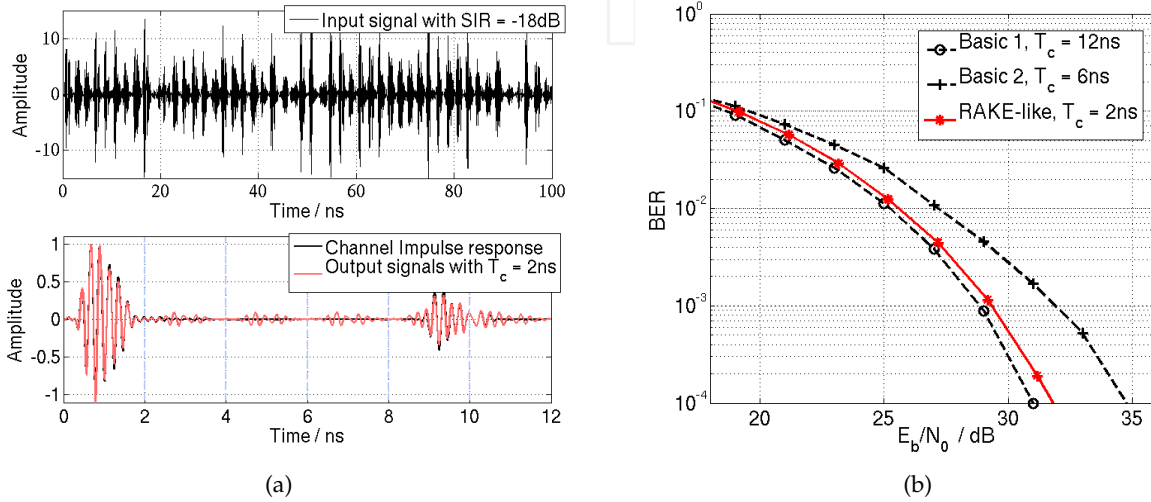 Input signal with SIR = -18dB
Amplitude
10
0
-10
0 20 40 60 80 100
Time / ns
Channel Impulse response
Output signals with T_c = 2ns
Amplitude
1
0.5
0
-0.5
-1
0 2 4 6 8 10 12
Time / ns
(a)
Basic 1, T_c = 12ns
Basic 2, T_c = 6ns
RAKE-like, T_c = 2ns
BER
10^0
10^-1
10^-2
10^-3
10^-4
20 25 30 35
E_b/N_0 / dB
(b)